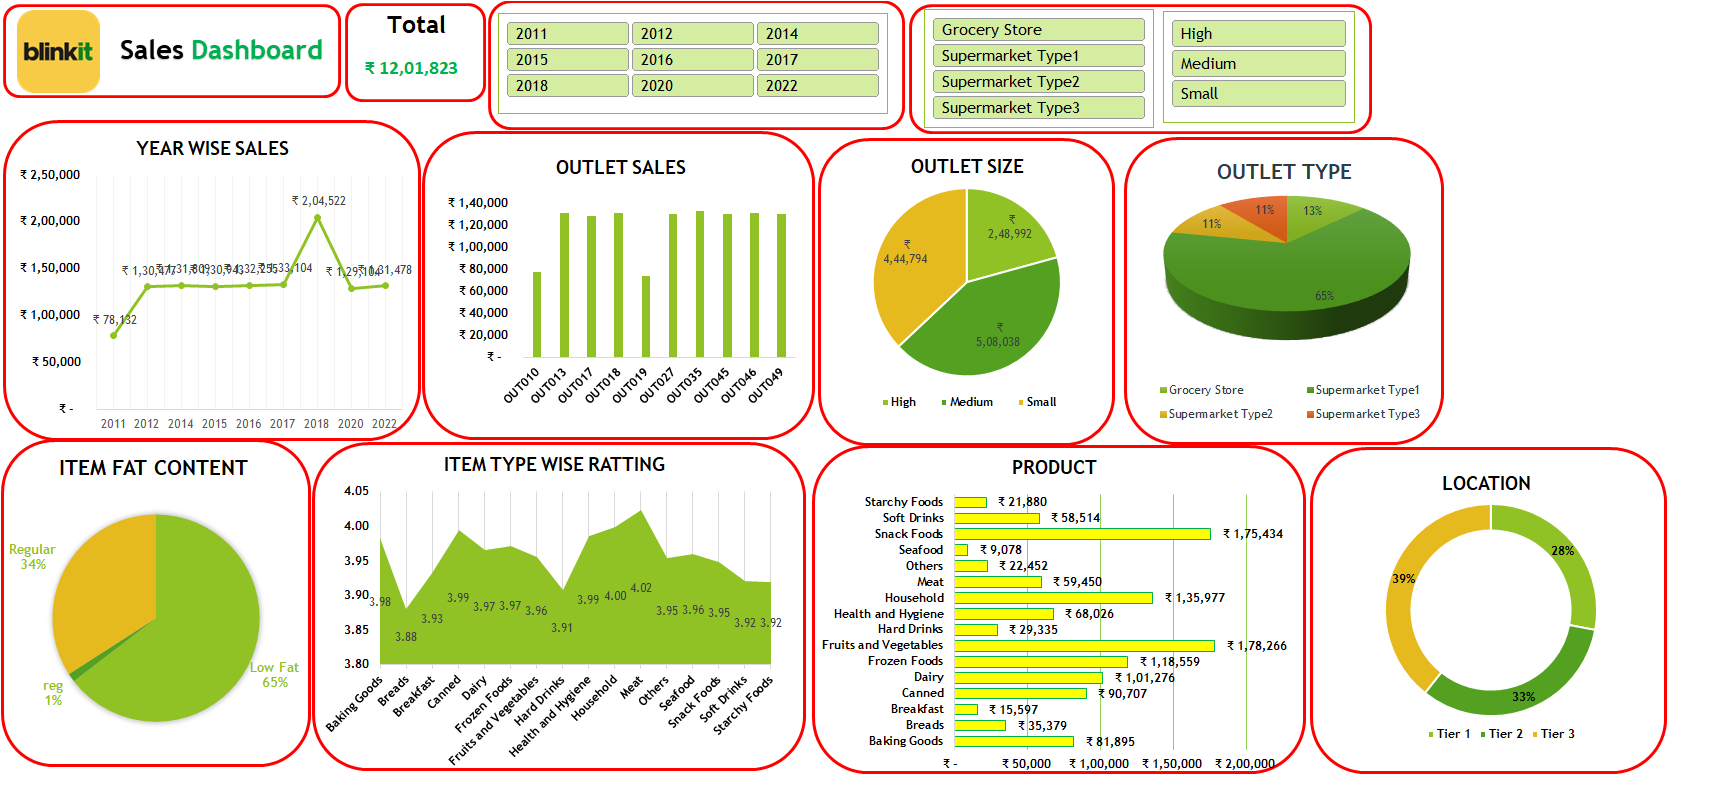 blinkit
Sales Dashboard
Total
₹ 12,01,823
2011 2012 2014
2015 2016 2017
2018 2020 2022
Grocery Store
Supermarket Type1
Supermarket Type2
Supermarket Type3
High
Medium
Small
YEAR WISE SALES
₹ 2,50,000
₹ 2,00,000
₹ 1,50,000
₹ 1,00,000
₹ 50,000
₹ -
₹ 78,132
₹ 2,04,522
₹ 1,33,104
₹ 1,31,478
2011 2012 2014 2015 2016 2017 2018 2020 2022
OUTLET SALES
₹ 1,40,000
₹ 1,20,000
₹ 1,00,000
₹ 80,000
₹ 60,000
₹ 40,000
₹ 20,000
₹ -
OUT010 OUT013 OUT017 OUT018 OUT019 OUT027 OUT035 OUT045 OUT046 OUT049
OUTLET SIZE
₹
2,48,992
₹
4,44,794
₹
5,08,038
High Medium Small
OUTLET TYPE
11% 11% 13%
65%
Grocery Store Supermarket Type1
Supermarket Type2 Supermarket Type3
ITEM FAT CONTENT
Regular
34%
Low Fat
65%
reg
1%
ITEM TYPE WISE RATTING
4.05
4.00
3.95
3.90
3.85
3.80
3.98 3.88 3.93 3.99 3.97 3.97 3.96 3.91 3.99 4.00 4.02 3.95 3.96 3.95 3.92 3.92
Baking Goods Breads Breakfast Canned Dairy Frozen Foods Fruits and Vegetables Hard Drinks Health and Hygiene Household Meat Others Seafood Snack Foods Soft Drinks Starchy Foods
PRODUCT
Starchy Foods ₹ 21,880
Soft Drinks ₹ 58,514
Snack Foods ₹ 1,75,434
Seafood ₹ 9,078
Others ₹ 22,452
Meat ₹ 59,450
Household ₹ 1,35,977
Health and Hygiene ₹ 68,026
Hard Drinks ₹ 29,335
Fruits and Vegetables ₹ 1,78,266
Frozen Foods ₹ 1,18,559
Dairy ₹ 1,01,276
Canned ₹ 90,707
Breakfast ₹ 15,597
Breads ₹ 35,379
Baking Goods ₹ 81,895
₹ - ₹ 50,000 ₹ 1,00,000 ₹ 1,50,000 ₹ 2,00,000
LOCATION
28%
39%
33%
Tier 1 Tier 2 Tier 3